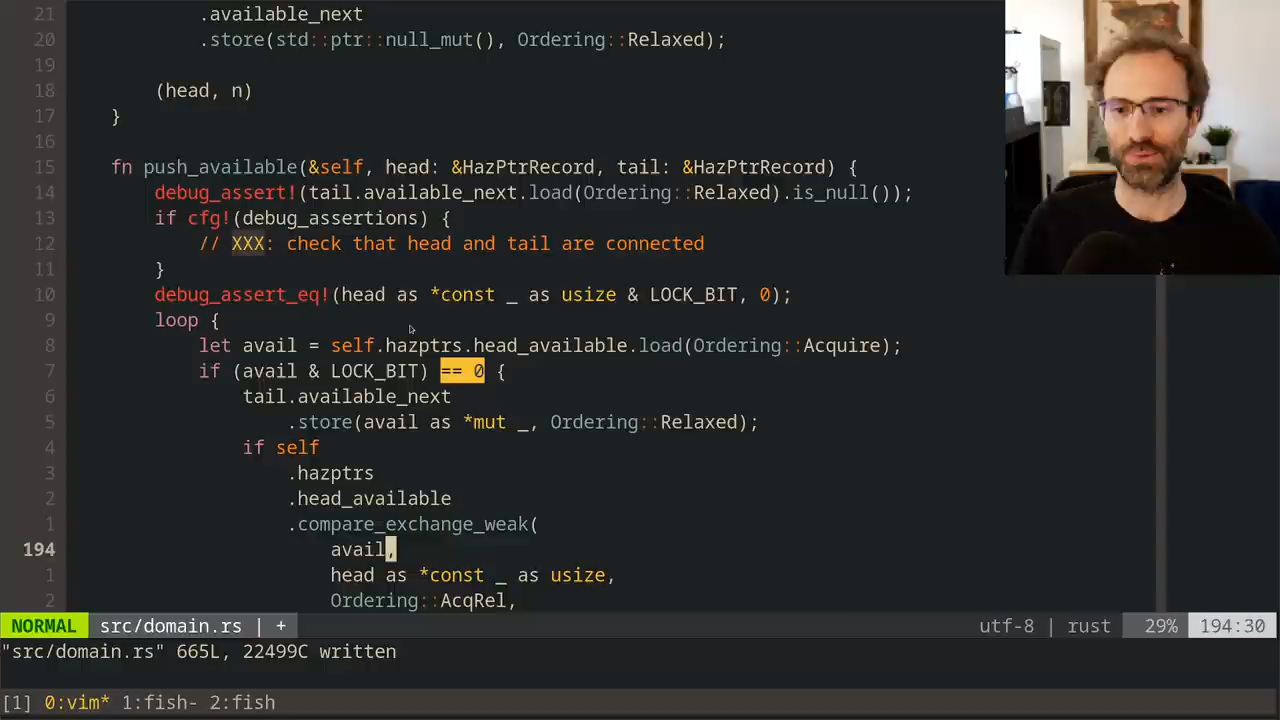 21 .available_next
20 .store(std::ptr::null_mut(), Ordering::Relaxed);
19
18 (head, n)
17 }
16
15 fn push_available(&self, head: &HazPtrRecord, tail: &HazPtrRecord) {
14 debug_assert!(tail.available_next.load(Ordering::Relaxed).is_null());
13 if cfg!(debug_assertions) {
12 // XXX: check that head and tail are connected
11 }
10 debug_assert_eq!(head as *const _ as usize & LOCK_BIT, 0);
9 loop {
8 let avail = self.hazptrs.head_available.load(Ordering::Acquire);
7 if (avail & LOCK_BIT) == 0 {
6 tail.available_next
5 .store(avail as *mut _, Ordering::Relaxed);
4 if self
3 .hazptrs
2 .head_available
1 .compare_exchange_weak(
194 avail,
1 head as *const _ as usize,
2 Ordering::AcqRel,
NORMAL src/domain.rs | + utf-8 | rust 29% 194:30
"src/domain.rs" 665L, 22499C written
[1] 0:vim* 1:fish- 2:fish